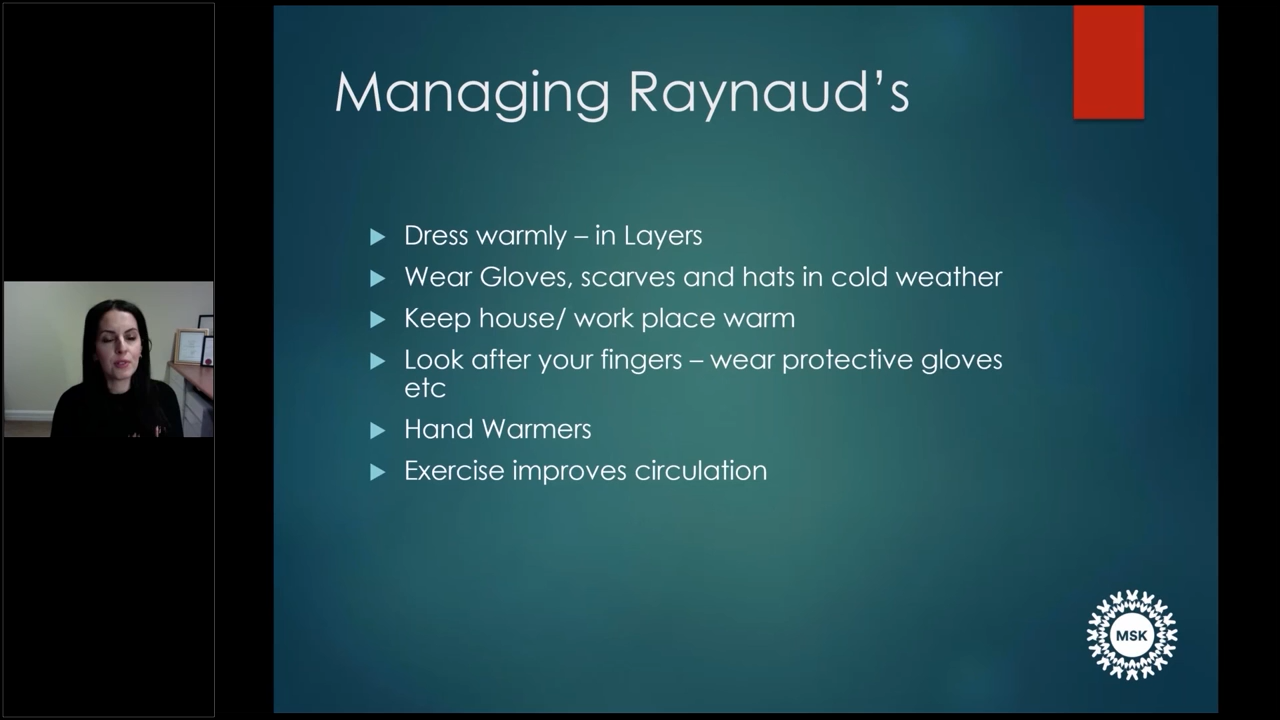 Managing Raynaud’s
Dress warmly – in Layers
Wear Gloves, scarves and hats in cold weather
Keep house/ work place warm
Look after your fingers – wear protective gloves
etc
Hand Warmers
Exercise improves circulation
MSK